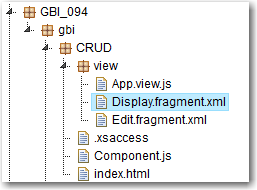 GBI_094
gbi
CRUD
view
App.view.js
Display.fragment.xml
Edit.fragment.xml
.xsaccess
Component.js
index.html